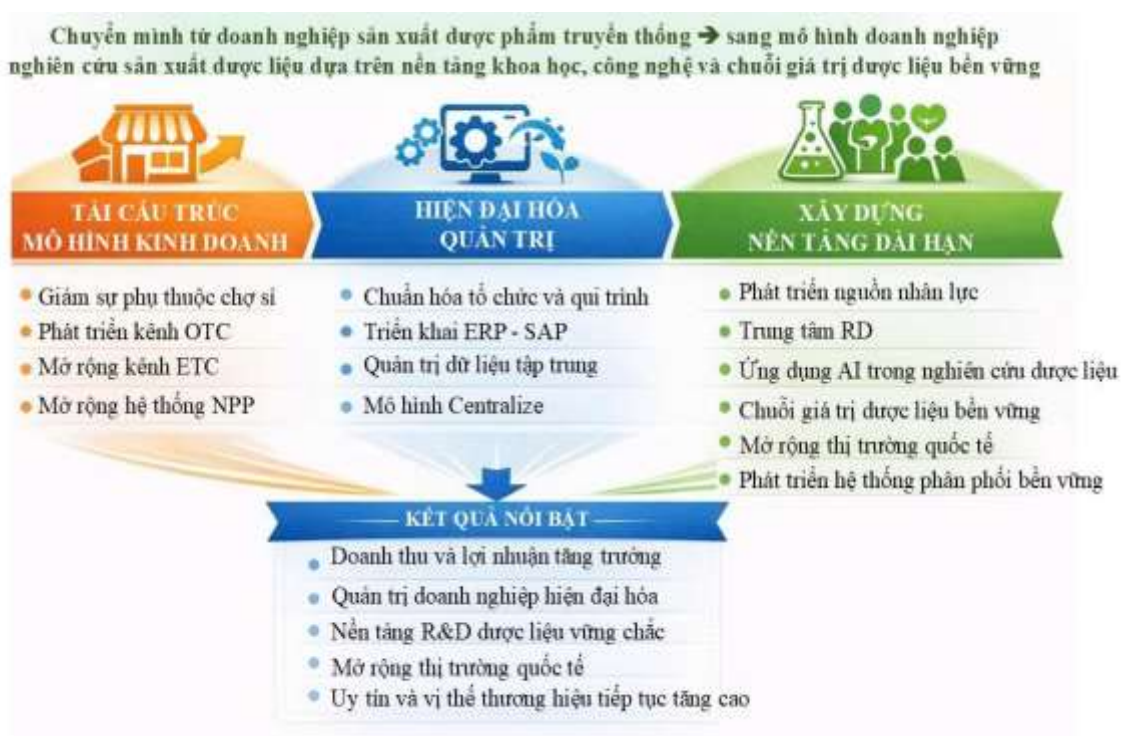 Chuyển mình từ doanh nghiệp sản xuất dược phẩm truyền thống ➔ sang mô hình doanh nghiệp
nghiên cứu sản xuất dược liệu dựa trên nền tảng khoa học, công nghệ và chuỗi giá trị dược liệu bền vững
TÁI CẤU TRÚC
MÔ HÌNH KINH DOANH
• Giảm sự phụ thuộc chợ sỉ
• Phát triển kênh OTC
• Mở rộng kênh ETC
• Mở rộng hệ thống NPP
HIỆN ĐẠI HÓA
QUẢN TRỊ
• Chuẩn hóa tổ chức và qui trình
• Triển khai ERP - SAP
• Quản trị dữ liệu tập trung
• Mô hình Centralize
XÂY DỰNG
NỀN TẢNG DÀI HẠN
• Phát triển nguồn nhân lực
• Trung tâm RD
• Ứng dụng AI trong nghiên cứu dược liệu
• Chuỗi giá trị dược liệu bền vững
• Mở rộng thị trường quốc tế
• Phát triển hệ thống phân phối bền vững
KẾT QUẢ NỔI BẬT
• Doanh thu và lợi nhuận tăng trưởng
• Quản trị doanh nghiệp hiện đại hóa
• Nền tảng R&D dược liệu vững chắc
• Mở rộng thị trường quốc tế
• Uy tín và vị thế thương hiệu tiếp tục tăng cao